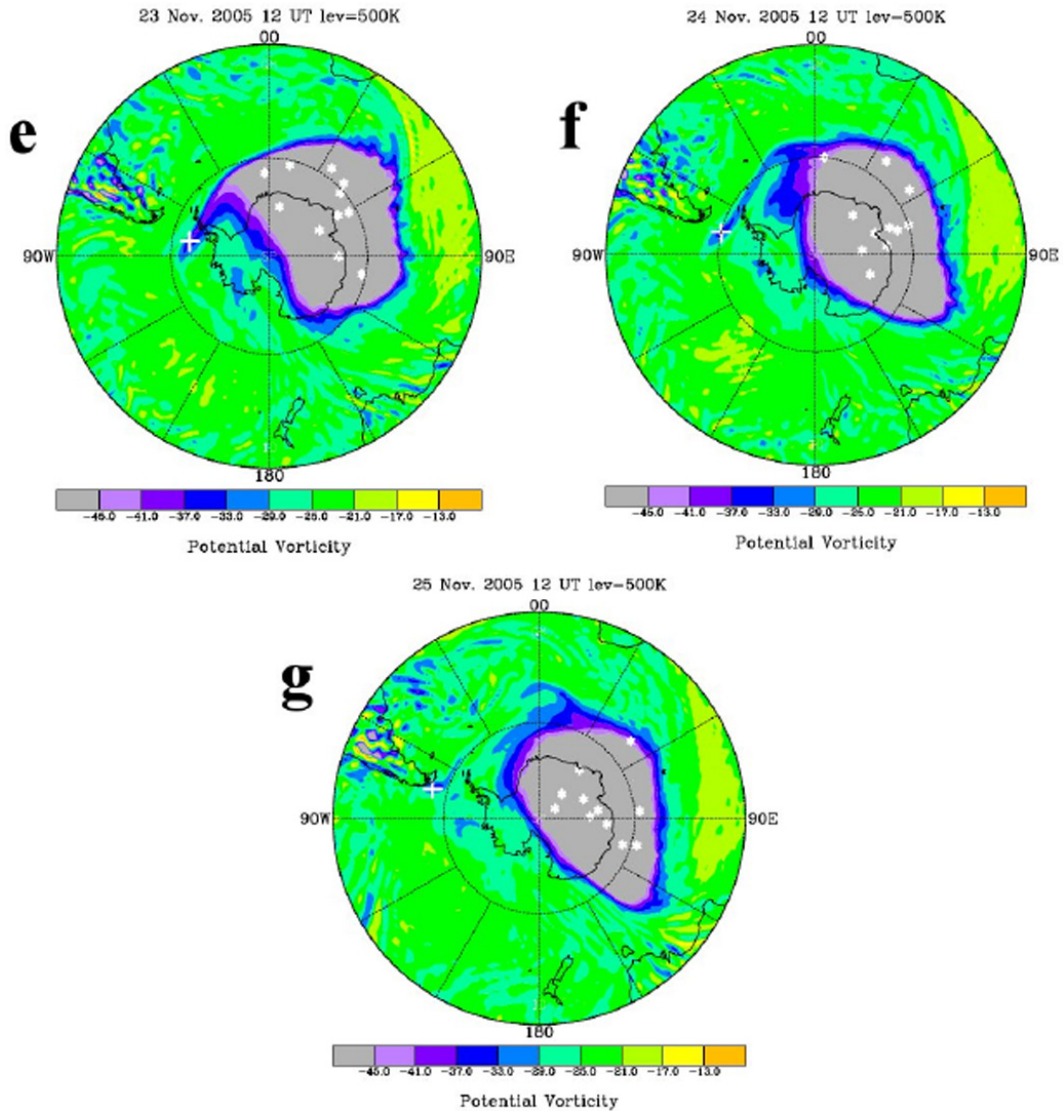 23 Nov. 2005 12 UT lev=500K
00
e
90W
90E
180
-45.0 -41.0 -37.0 -33.0 -29.0 -25.0 -21.0 -17.0 -13.0
Potential Vorticity
24 Nov. 2005 12 UT lev=500K
00
f
90W
90E
180
-45.0 -41.0 -37.0 -33.0 -29.0 -25.0 -21.0 -17.0 -13.0
Potential Vorticity
25 Nov. 2005 12 UT lev=500K
00
g
90W
90E
180
-45.0 -41.0 -37.0 -33.0 -29.0 -25.0 -21.0 -17.0 -13.0
Potential Vorticity